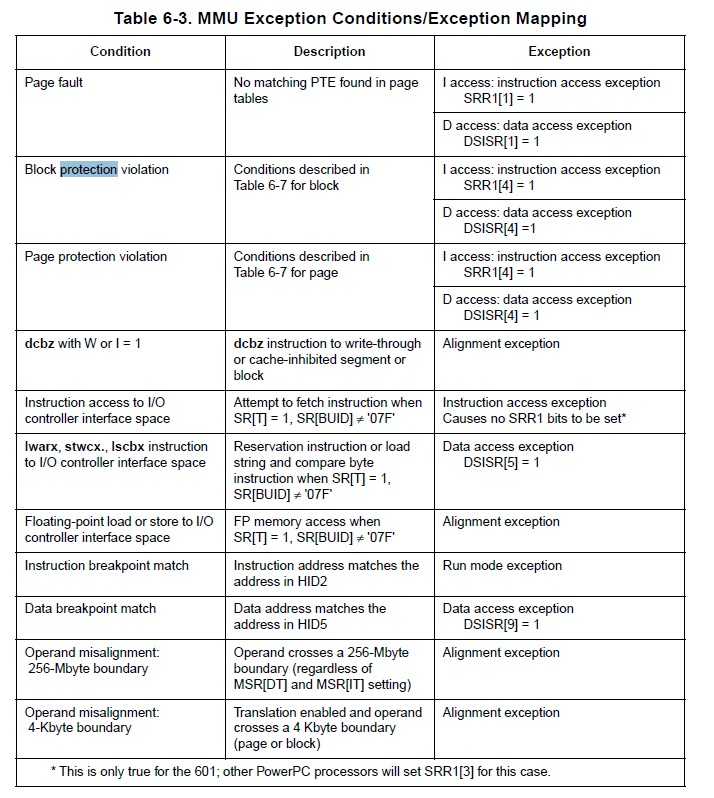 Table 6-3. MMU Exception Conditions/Exception Mapping
Condition
Description
Exception
Page fault
No matching PTE found in page
tables
I access: instruction access exception
SRR1[1] = 1
D access: data access exception
DSISR[1] = 1
Block protection violation
Conditions described in
Table 6-7 for block
I access: instruction access exception
SRR1[4] = 1
D access: data access exception
DSISR[4] =1
Page protection violation
Conditions described in
Table 6-7 for page
I access: instruction access exception
SRR1[4] = 1
D access: data access exception
DSISR[4] = 1
dcbz with W or I = 1
dcbz instruction to write-through
or cache-inhibited segment or
block
Alignment exception
Instruction access to I/O
controller interface space
Attempt to fetch instruction when
SR[T] = 1, SR[BUID] ≠ '07F'
Instruction access exception
Causes no SRR1 bits to be set*
lwarx, stwcx., lscbx instruction
to I/O controller interface space
Reservation instruction or load
string and compare byte
instruction when SR[T] = 1,
SR[BUID] ≠ '07F'
Data access exception
DSISR[5] = 1
Floating-point load or store to I/O
controller interface space
FP memory access when
SR[T] = 1, SR[BUID] ≠ '07F'
Alignment exception
Instruction breakpoint match
Instruction address matches the
address in HID2
Run mode exception
Data breakpoint match
Data address matches the
address in HID5
Data access exception
DSISR[9] = 1
Operand misalignment:
256-Mbyte boundary
Operand crosses a 256-Mbyte
boundary (regardless of
MSR[DT] and MSR[IT] setting)
Alignment exception
Operand misalignment:
4-Kbyte boundary
Translation enabled and operand
crosses a 4 Kbyte boundary
(page or block)
Alignment exception
* This is only true for the 601; other PowerPC processors will set SRR1[3] for this case.